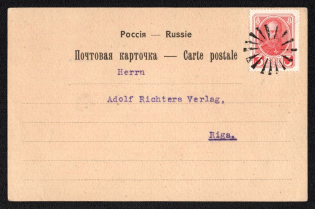 Россія — Russie
Почтовая карточка — Carte postale
Herrn
Adolf Richters Verlag,
Riga.